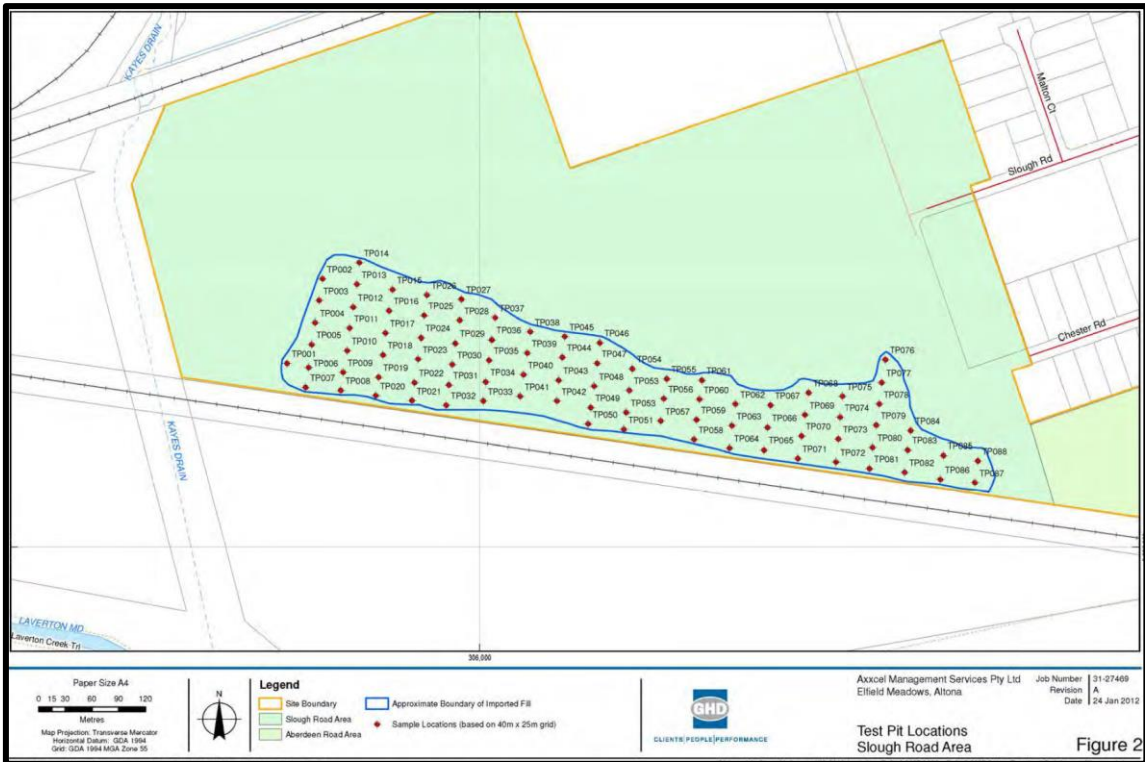 KAYES DRAIN
Malton Ct
Slough Rd
Chester Rd
TP014
TP002
TP013
TP015
TP026
TP027
TP003
TP012
TP016
TP025
TP028
TP037
TP004
TP011
TP017
TP024
TP029
TP036
TP038
TP045
TP046
TP005
TP010
TP018
TP023
TP030
TP035
TP039
TP044
TP047
TP054
TP001
TP006
TP009
TP019
TP022
TP031
TP034
TP040
TP043
TP048
TP053
TP055
TP061
TP007
TP008
TP020
TP021
TP032
TP033
TP041
TP042
TP049
TP053
TP056
TP060
TP062
TP067
TP068
TP075
TP076
TP077
TP078
TP050
TP051
TP057
TP059
TP063
TP066
TP069
TP074
TP079
TP084
TP058
TP064
TP065
TP070
TP073
TP080
TP083
TP085
TP088
TP071
TP072
TP081
TP082
TP086
TP087
KAYES DRAIN
LAVERTON MD
Laverton Creek Trl
306,000
Paper Size A4
0 15 30 60 90 120
Metres
Map Projection: Transverse Mercator
Horizontal Datum: GDA 1994
Grid: GDA 1994 MGA Zone 55
N
Legend
Site Boundary
Slough Road Area
Aberdeen Road Area
Approximate Boundary of Imported Fill
Sample Locations (based on 40m x 25m grid)
GHD
CLIENTS PEOPLE PERFORMANCE
Axxcel Management Services Pty Ltd
Elfield Meadows, Altona
Job Number 31-27469
Revision A
Date 24 Jan 2012
Test Pit Locations
Slough Road Area
Figure 2